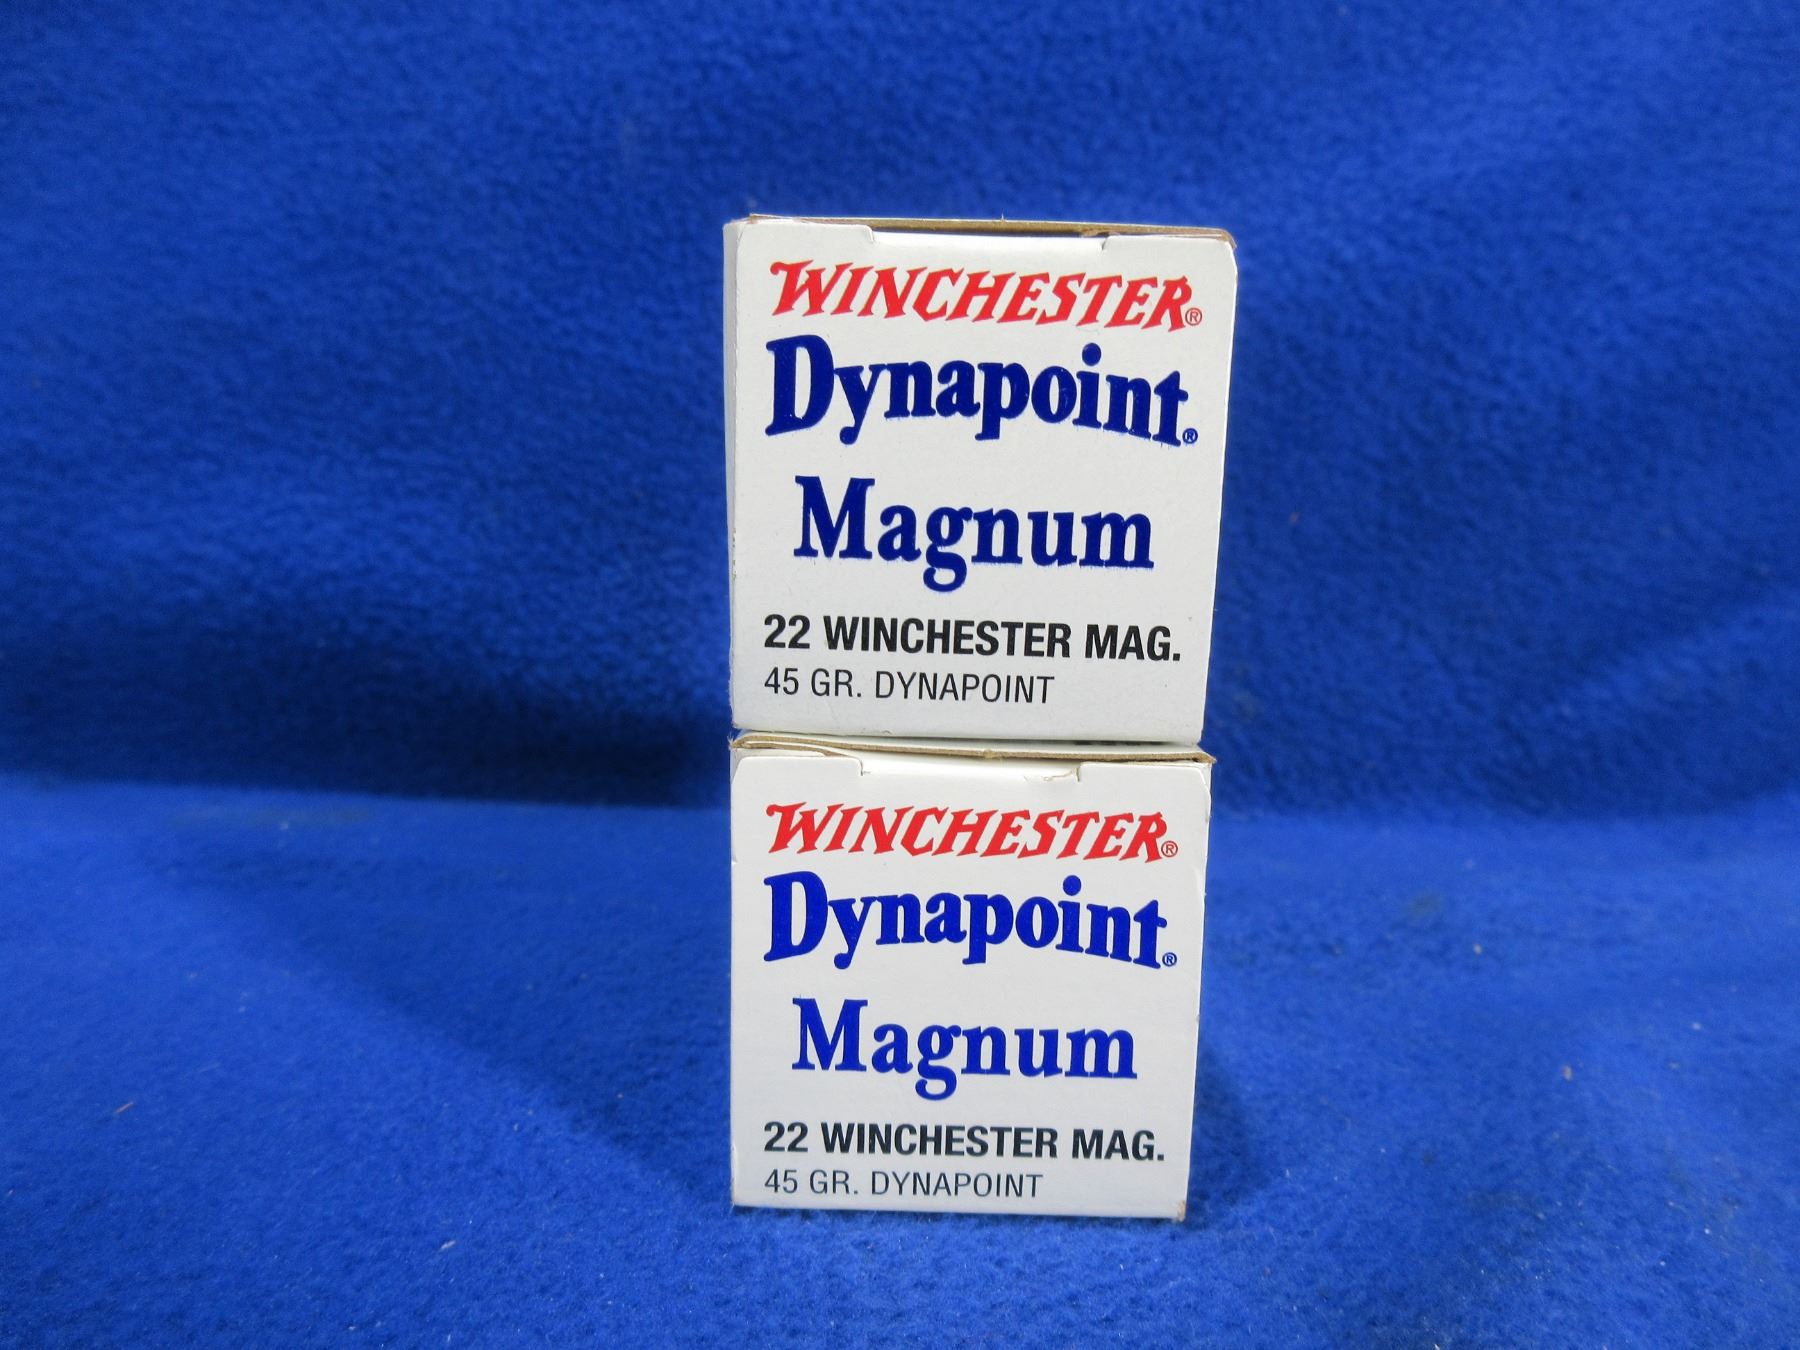 WINCHESTER®
Dynapoint®
Magnum
22 WINCHESTER MAG.
45 GR. DYNAPOINT
WINCHESTER®
Dynapoint®
Magnum
22 WINCHESTER MAG.
45 GR. DYNAPOINT